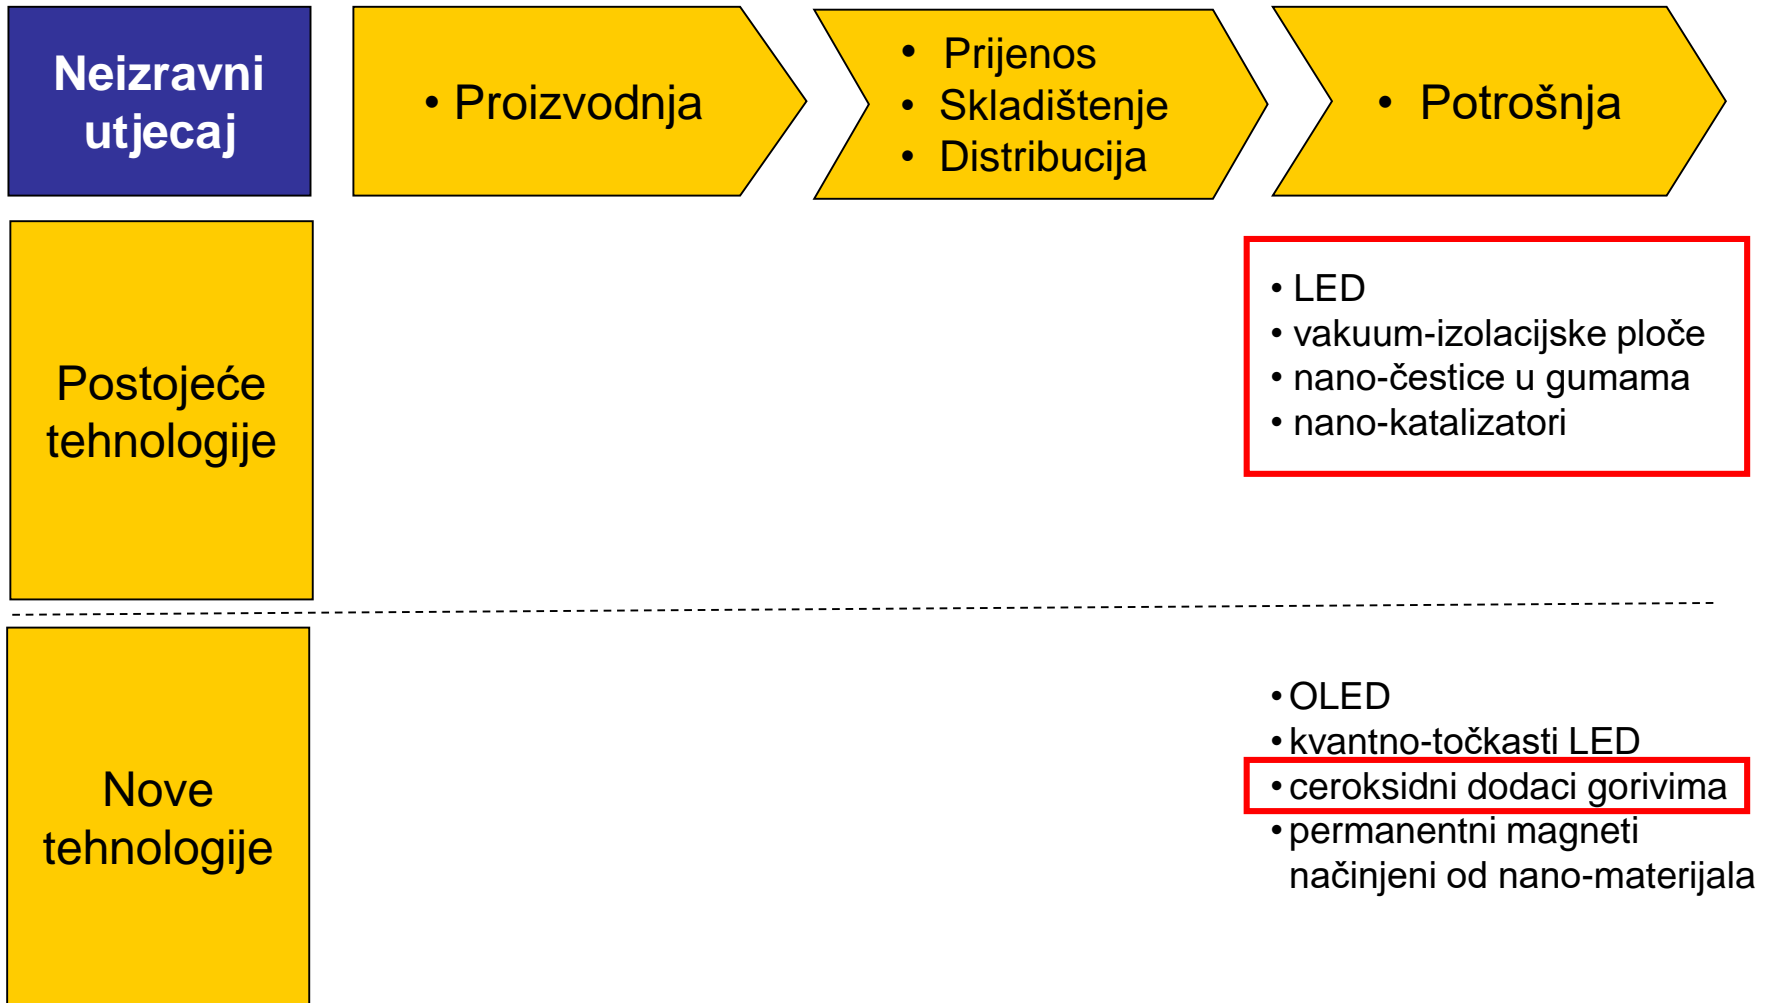 Neizravni
utjecaj
• Proizvodnja
• Prijenos
• Skladištenje
• Distribucija
• Potrošnja
Postojeće
tehnologije
• LED
• vakuum-izolacijske ploče
• nano-čestice u gumama
• nano-katalizatori
Nove
tehnologije
• OLED
• kvantno-točkasti LED
• ceroksidni dodaci gorivima
• permanentni magneti
načinjeni od nano-materijala